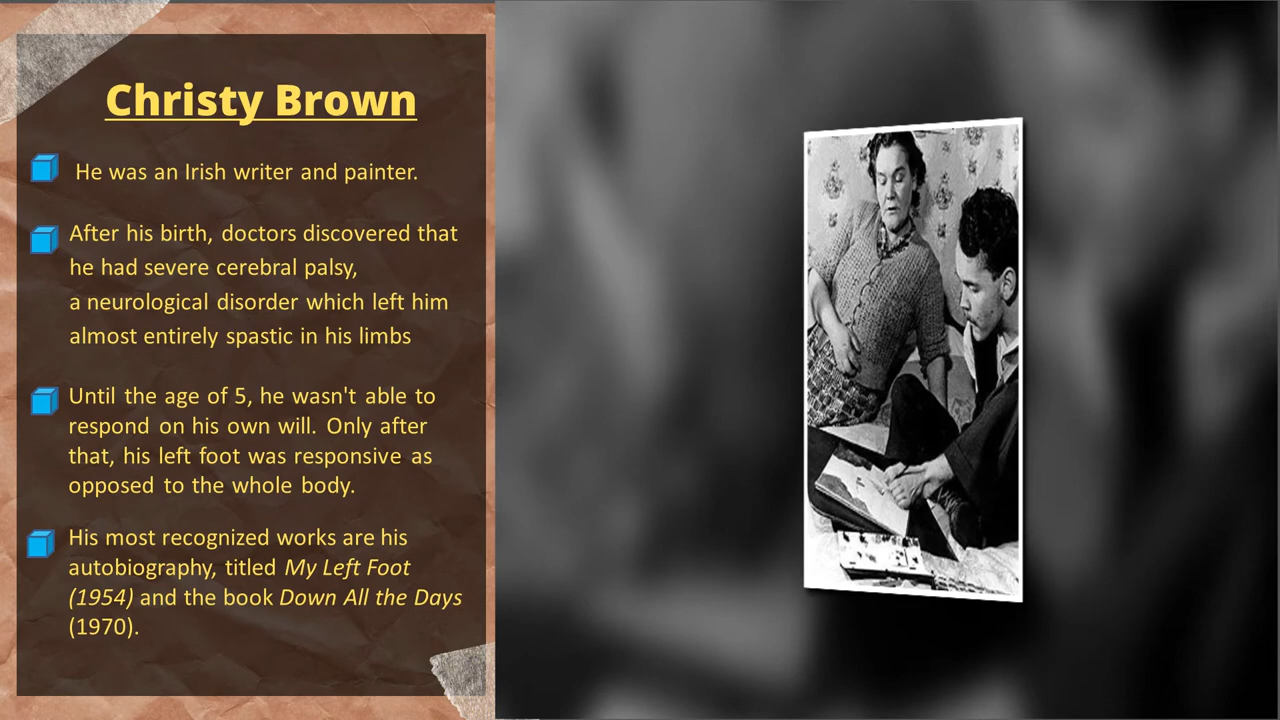 Christy Brown
He was an Irish writer and painter.
After his birth, doctors discovered that
he had severe cerebral palsy,
a neurological disorder which left him
almost entirely spastic in his limbs
Until the age of 5, he wasn't able to
respond on his own will. Only after
that, his left foot was responsive as
opposed to the whole body.
His most recognized works are his
autobiography, titled My Left Foot
(1954) and the book Down All the Days
(1970).